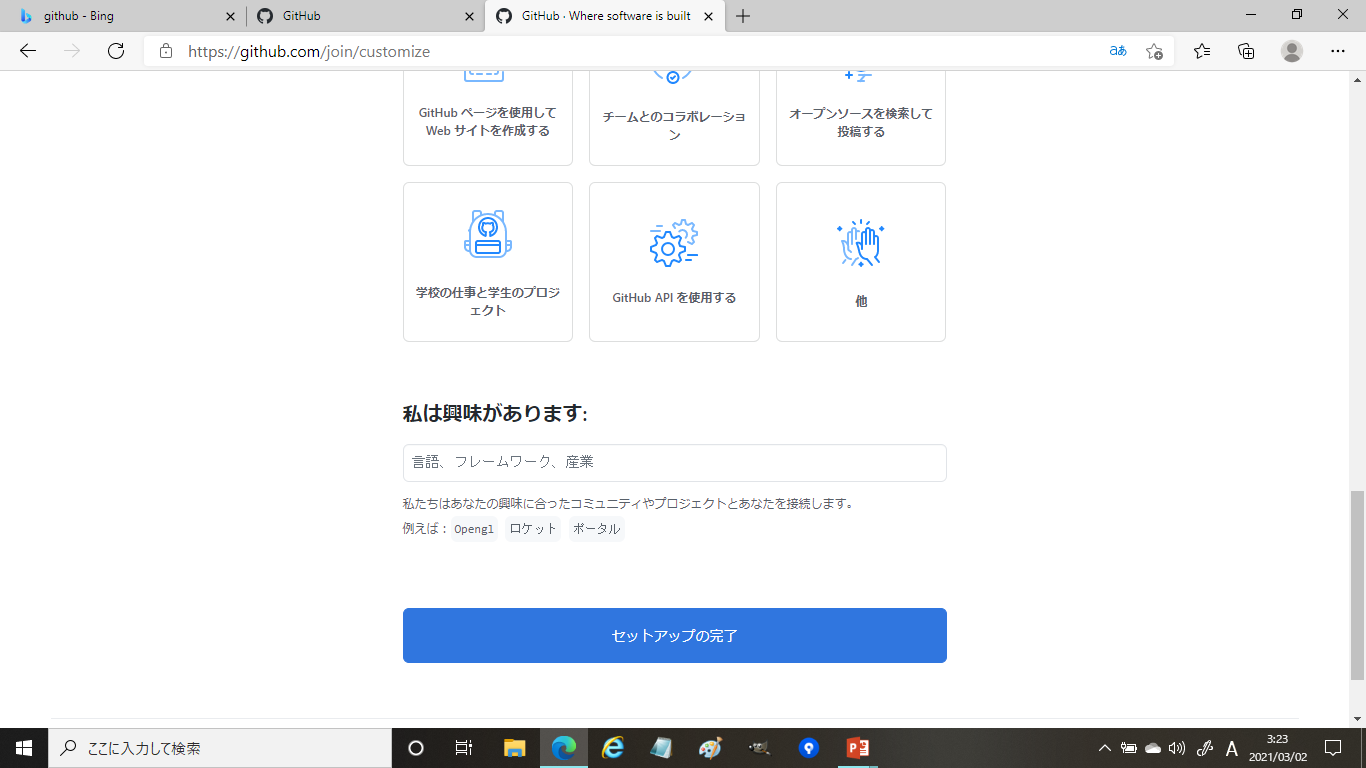 github - Bing
GitHub
GitHub · Where software is built
https://github.com/join/customize
aあ
GitHub ページを使用して
Web サイトを作成する
チームとのコラボレーショ
ン
オープンソースを検索して
投稿する
学校の仕事と学生のプロジ
ェクト
GitHub API を使用する
他
私は興味があります:
言語、フレームワーク、産業
私たちはあなたの興味に合ったコミュニティやプロジェクトとあなたを接続します。
例えば： Opengl ロケット ポータル
セットアップの完了
ここに入力して検索
A
3:23
2021/03/02